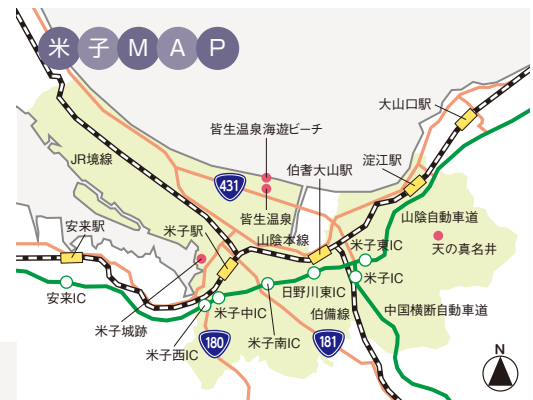 米子MAP
大山口駅
皆生温泉海遊ビーチ
JR境線
伯耆大山駅
淀江駅
431
皆生温泉
山陰自動車道
安来駅
米子駅
山陰本線
米子東IC
天の真名井
米子IC
安来IC
日野川東IC
米子城跡
米子中IC
伯備線
中国横断自動車道
米子西IC
180
米子南IC
181
N